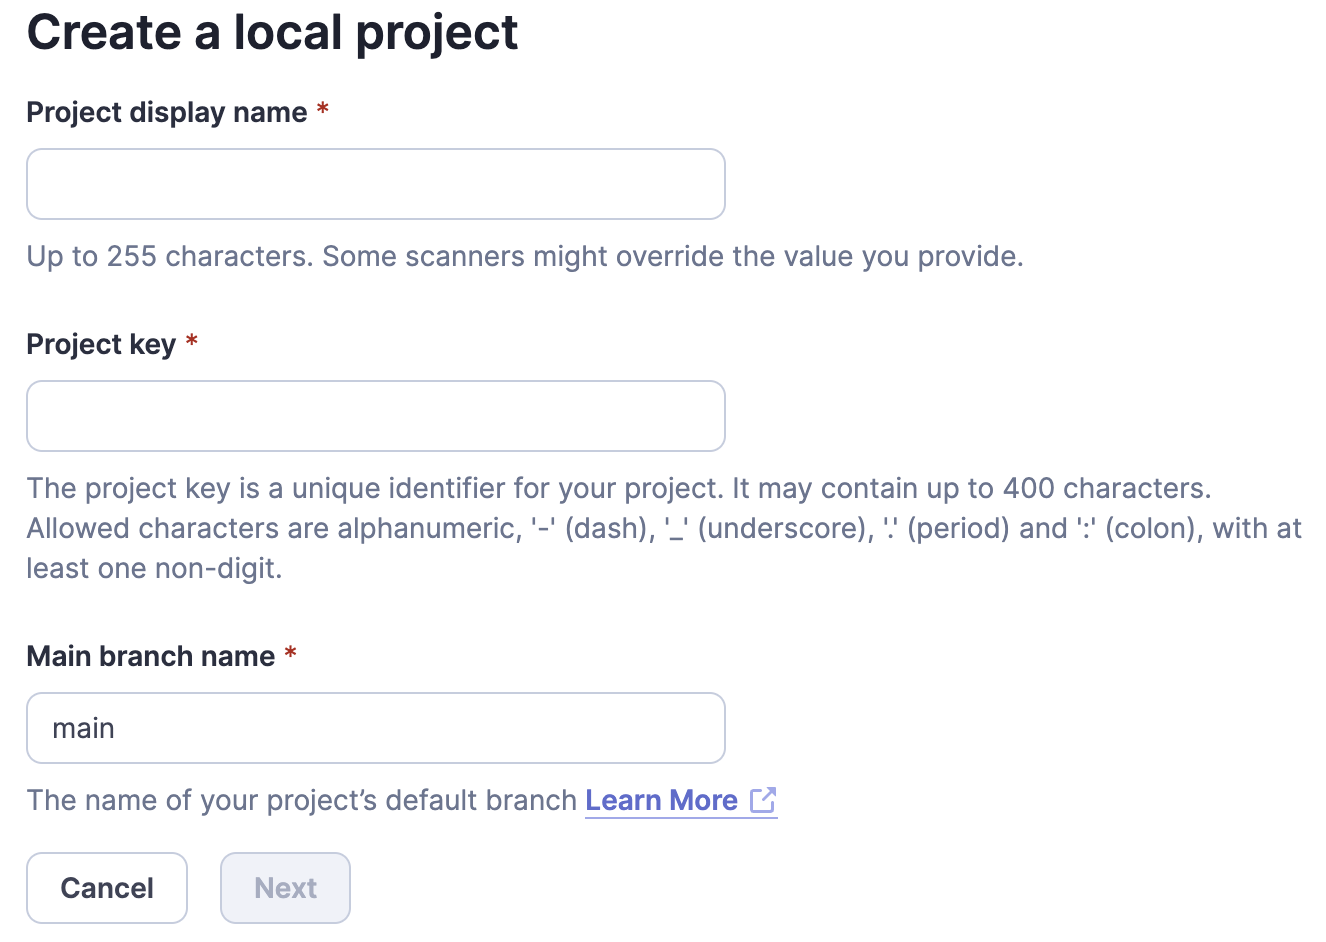 Create a local project
Project display name *
Up to 255 characters. Some scanners might override the value you provide.
Project key *
The project key is a unique identifier for your project. It may contain up to 400 characters.
Allowed characters are alphanumeric, '-' (dash), '_' (underscore), '.' (period) and ':' (colon), with at
least one non-digit.
Main branch name *
main
The name of your project’s default branch Learn More
Cancel Next